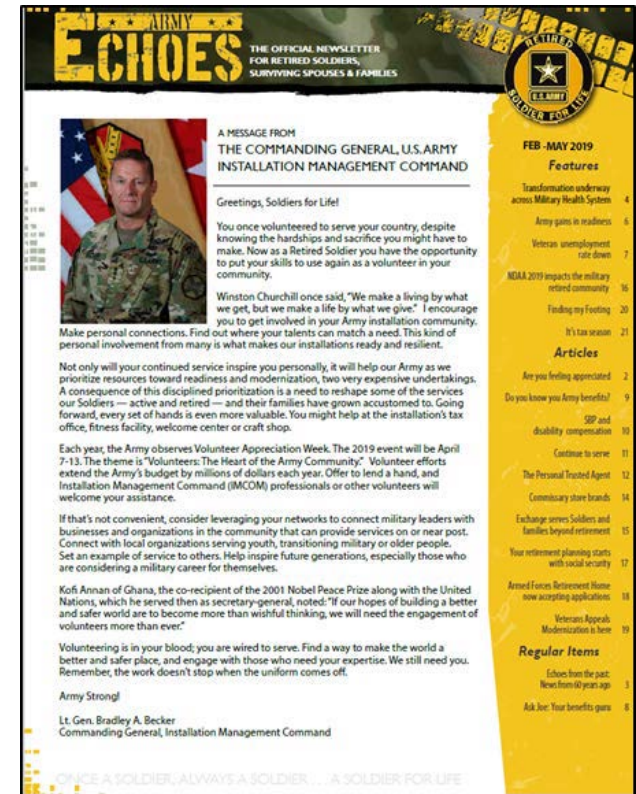 ARMY
ECHOES
THE OFFICIAL NEWSLETTER
FOR RETIRED SOLDIERS,
SURVIVING SPOUSES & FAMILIES
RETIRED
U.S. ARMY
SOLDIER FOR LIFE
A MESSAGE FROM
THE COMMANDING GENERAL, U.S. ARMY
INSTALLATION MANAGEMENT COMMAND
Greetings, Soldiers for Life!
You once volunteered to serve your country, despite
knowing the hardships and sacrifice you might have to
make. Now as a Retired Soldier you have the opportunity
to put your skills to use again as a volunteer in your
community.
Winston Churchill once said, "We make a living by what
we get, but we make a life by what we give." I encourage
you to get involved in your Army installation community.
Make personal connections. Find out where your talents can match a need. This kind of
personal involvement from many is what makes our installations ready and resilient.
Not only will your continued service inspire you personally, it will help our Army as we
prioritize resources toward readiness and modernization, two very expensive undertakings.
A consequence of this disciplined prioritization is a need to reshape some of the services
our Soldiers — active and retired — and their families have grown accustomed to. Going
forward, every set of hands is even more valuable. You might help at the installation's tax
office, fitness facility, welcome center or craft shop.
Each year, the Army observes Volunteer Appreciation Week. The 2019 event will be April
7-13. The theme is "Volunteers: The Heart of the Army Community." Volunteer efforts
extend the Army's budget by millions of dollars each year. Offer to lend a hand, and
Installation Management Command (IMCOM) professionals or other volunteers will
welcome your assistance.
If that's not convenient, consider leveraging your networks to connect military leaders with
businesses and organizations in the community that can provide services on or near post.
Connect with local organizations serving youth, transitioning military or older people.
Set an example of service to others. Help inspire future generations, especially those who
are considering a military career for themselves.
Kofi Annan of Ghana, the co-recipient of the 2001 Nobel Peace Prize along with the United
Nations, which he served then as secretary-general, noted: "If our hopes of building a better
and safer world are to become more than wishful thinking, we will need the engagement of
volunteers more than ever."
Volunteering is in your blood; you are wired to serve. Find a way to make the world a
better and safer place, and engage with those who need your expertise. We still need you.
Remember, the work doesn't stop when the uniform comes off.
Army Strong!
Lt. Gen. Bradley A. Becker
Commanding General, Installation Management Command
ONCE A SOLDIER, ALWAYS A SOLDIER . . . A SOLDIER FOR LIFE
FEB -MAY 2019
Features
Transformation underway
across Military Health System 4
Army gains in readiness 6
Veteran unemployment
rate down 7
NDAA 2019 impacts the military
retired community 16
Finding my Footing 20
It's tax season 21
Articles
Are you feeling appreciated 2
Do you know you Army benefits? 9
SBP and
disability compensation 10
Continue to serve 11
The Personal Trusted Agent 12
Commissary store brands 14
Exchange serves Soldiers and
families beyond retirement 15
Your retirement planning starts
with social security 17
Armed Forces Retirement Home
now accepting applications 18
Veterans Appeals
Modernization is here 19
Regular Items
Echoes from the past:
News from 60 years ago 3
Ask Joe: Your benefits guru 8